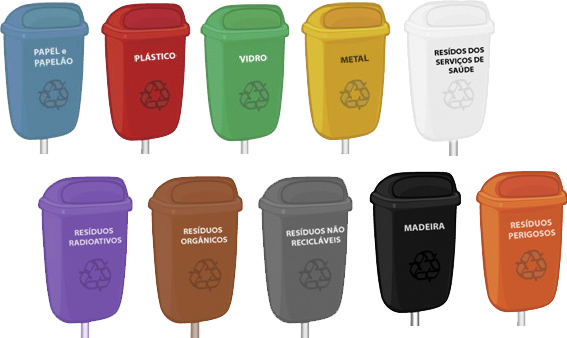 PAPEL e
PAPELÃO
PLÁSTICO
VIDRO
METAL
RESÍDOS DOS
SERVIÇOS DE
SAÚDE
RESÍDUOS
RADIOATIVOS
RESÍDUOS
ORGÂNICOS
RESÍDUOS NÃO
RECICLÁVEIS
MADEIRA
RESÍDUOS
PERIGOSOS